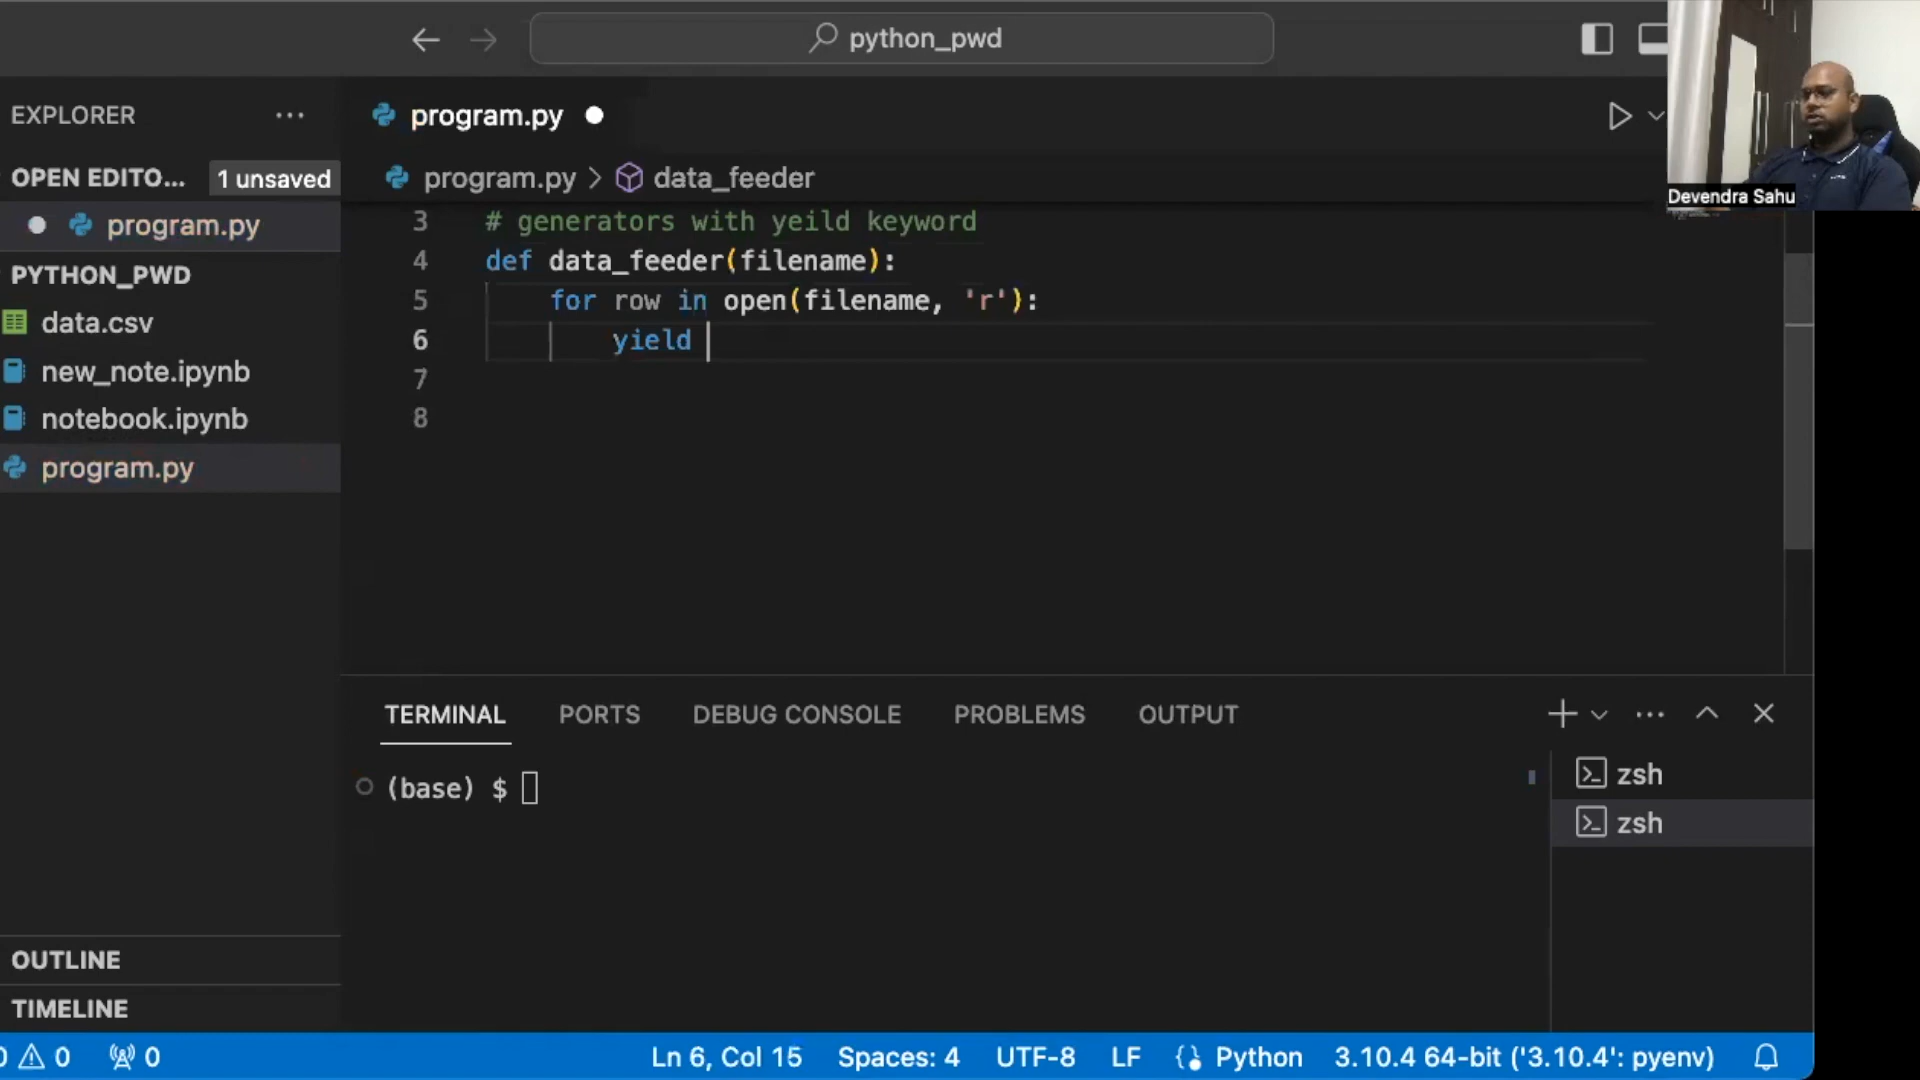 python_pwd
EXPLORER
OPEN EDITO... 1 unsaved
program.py
PYTHON_PWD
data.csv
new_note.ipynb
notebook.ipynb
program.py
OUTLINE
TIMELINE
program.py
program.py > data_feeder
3 # generators with yeild keyword
4 def data_feeder(filename):
5 for row in open(filename, 'r'):
6 yield
7
8
Devendra Sahu
TERMINAL PORTS DEBUG CONSOLE PROBLEMS OUTPUT
(base) $
zsh
zsh
0 0 0 Ln 6, Col 15 Spaces: 4 UTF-8 LF Python 3.10.4 64-bit ('3.10.4': pyenv)